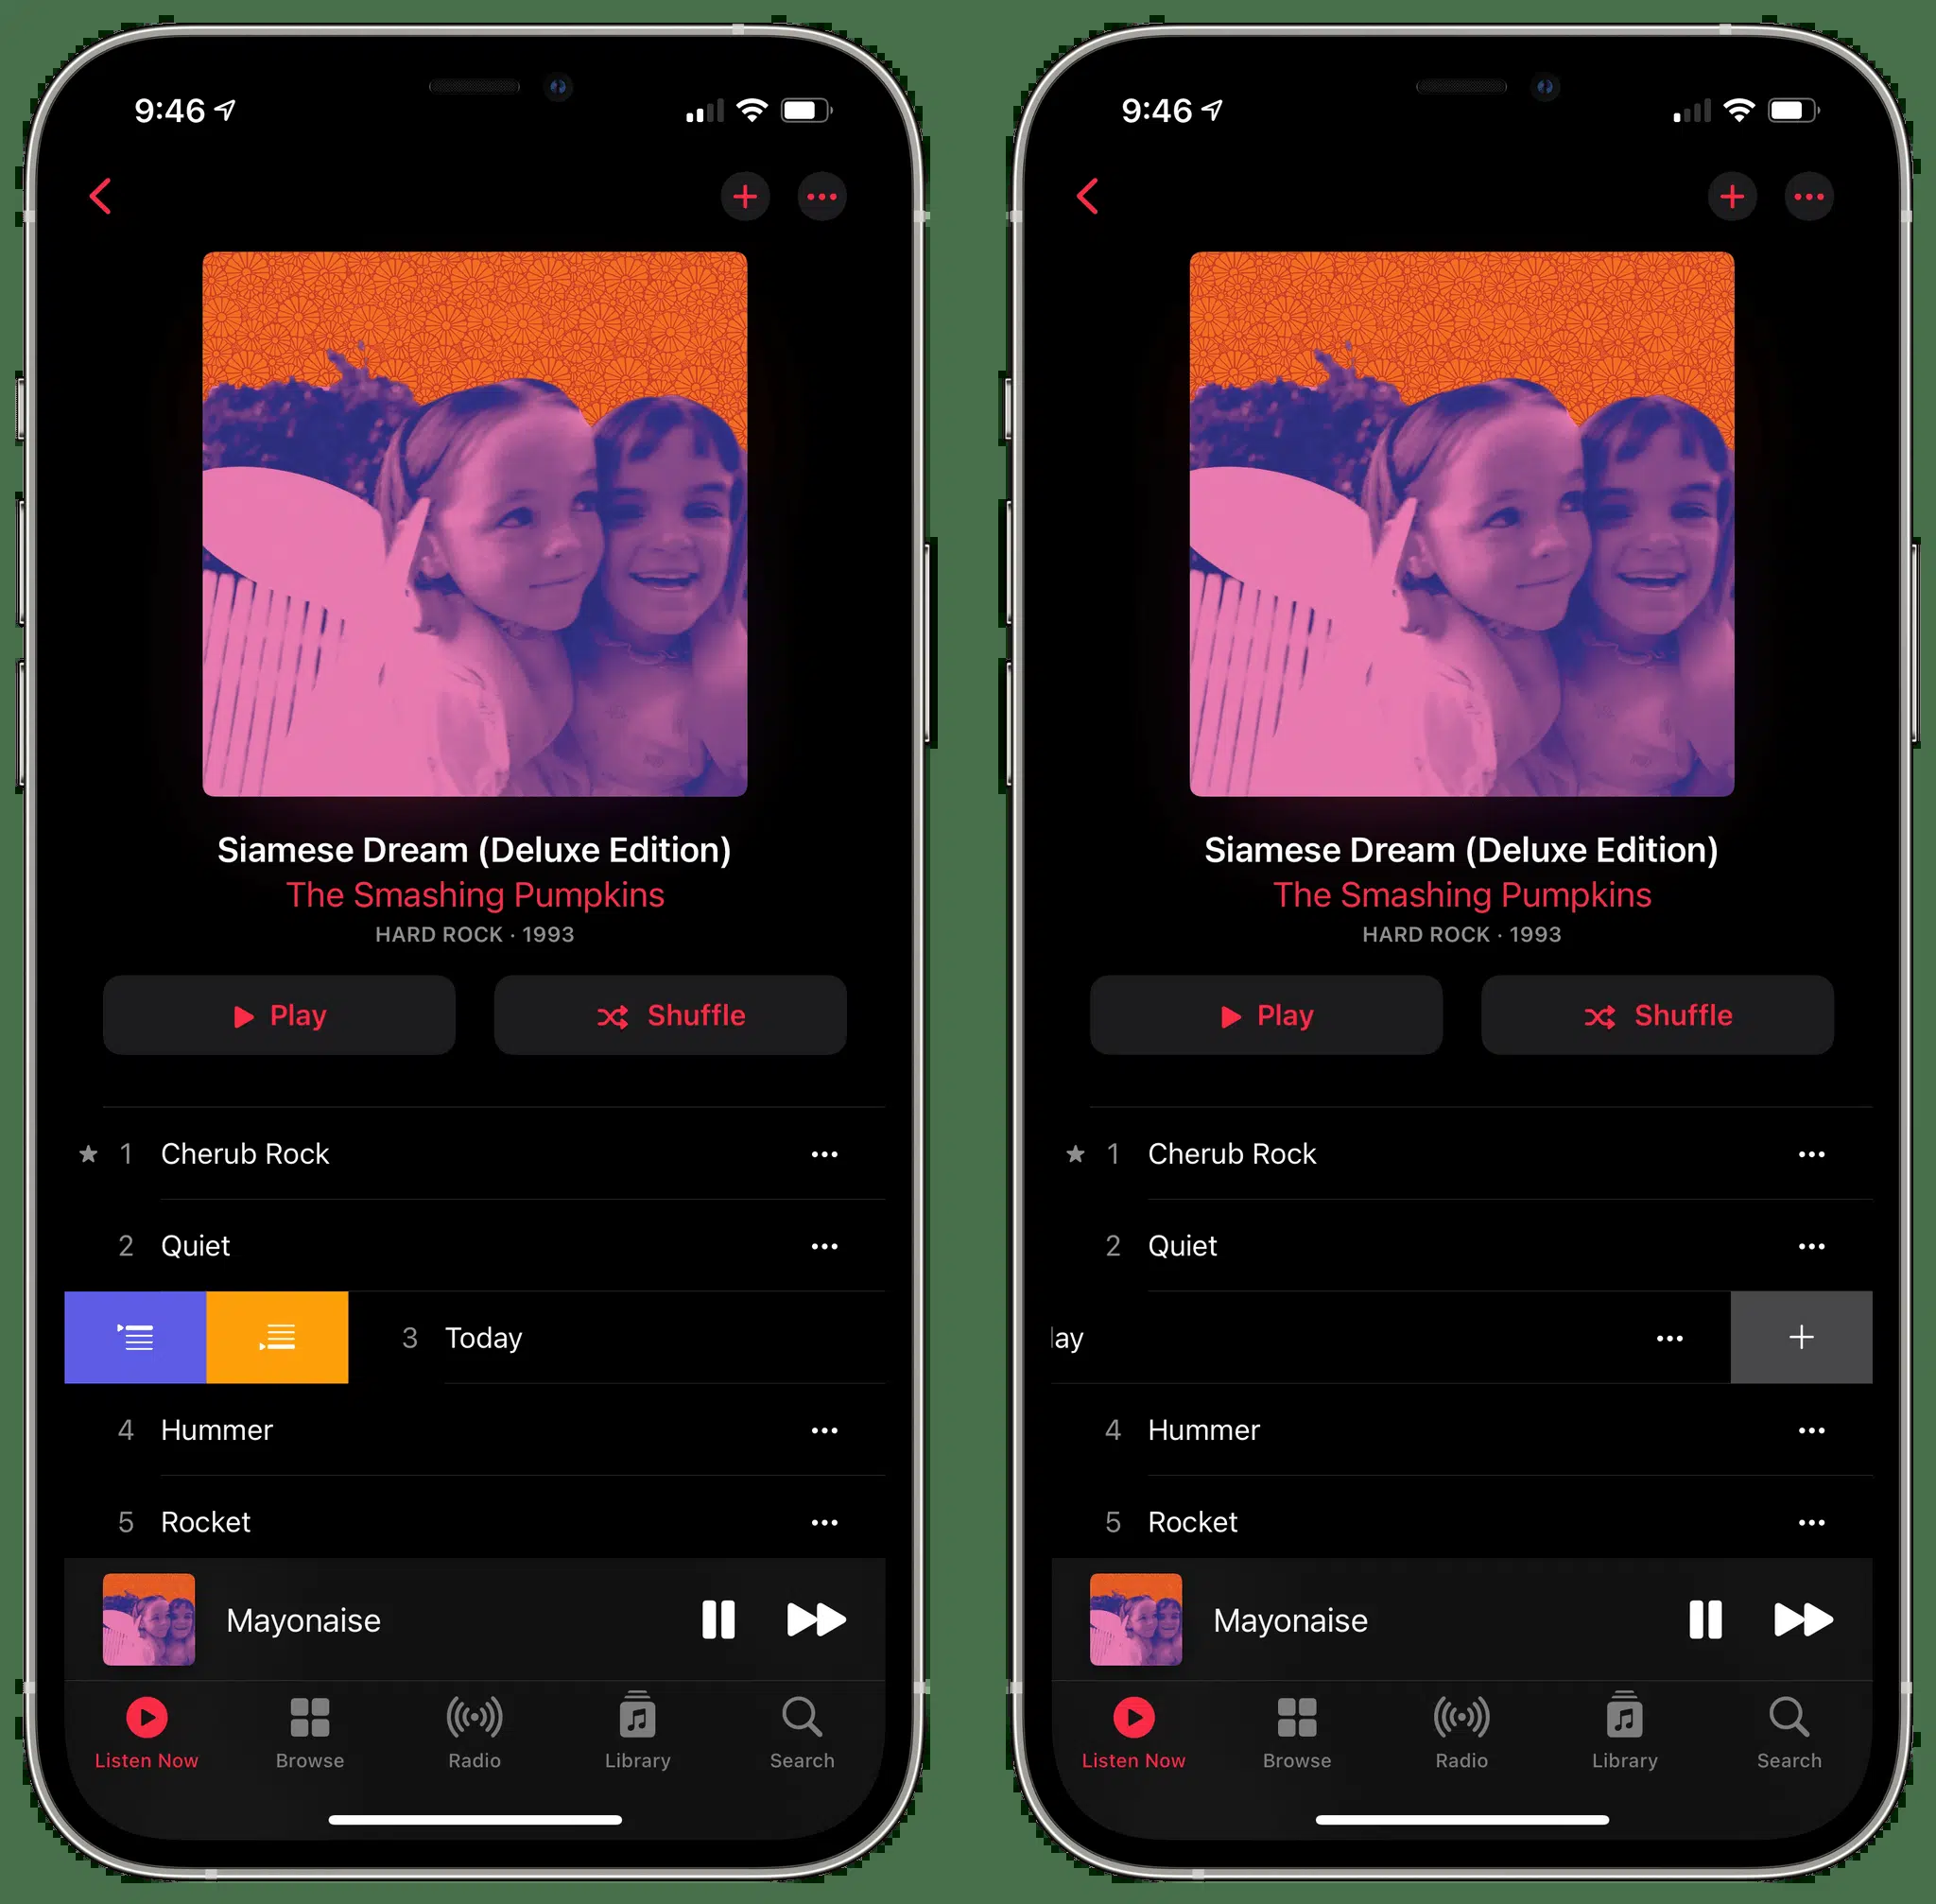 9:46
Siamese Dream (Deluxe Edition)
The Smashing Pumpkins
HARD ROCK · 1993
Play
Shuffle
★ 1 Cherub Rock
2 Quiet
3 Today
4 Hummer
5 Rocket
Mayonaise
Listen Now
Browse
Radio
Library
Search
9:46
Siamese Dream (Deluxe Edition)
The Smashing Pumpkins
HARD ROCK · 1993
Play
Shuffle
★ 1 Cherub Rock
2 Quiet
lay
4 Hummer
5 Rocket
Mayonaise
Listen Now
Browse
Radio
Library
Search